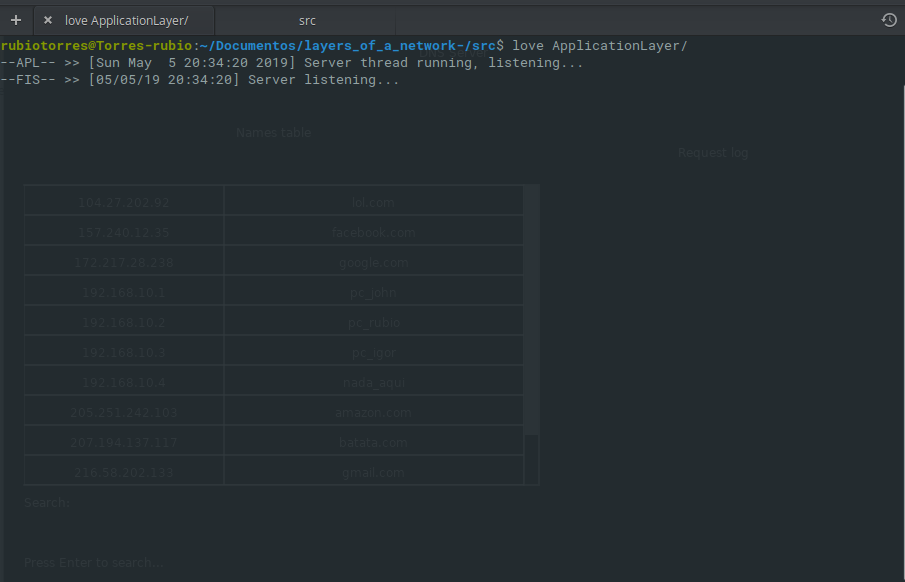 love ApplicationLayer/ src
rubiotorres@Torres-rubio:~/Documentos/layers_of_a_network-/src$ love ApplicationLayer/
--APL-- >> [Sun May  5 20:34:20 2019] Server thread running, listening...
--FIS-- >> [05/05/19 20:34:20] Server listening...
Names table
Request log
104.27.202.92 lol.com
157.240.12.35 facebook.com
172.217.28.238 google.com
192.168.10.1 pc_john
192.168.10.2 pc_rubio
192.168.10.3 pc_igor
192.168.10.4 nada_aqui
205.251.242.103 amazon.com
207.194.137.117 batata.com
216.58.202.133 gmail.com
Search:
Press Enter to search...